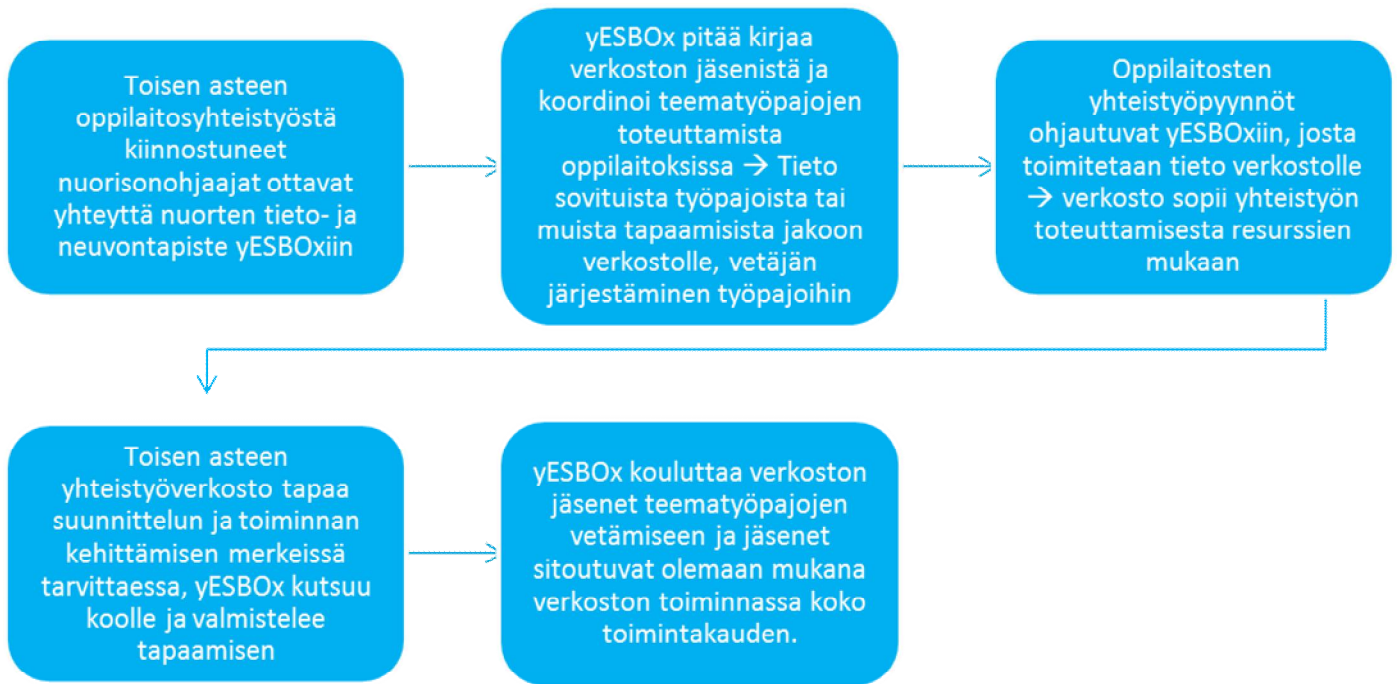 Toisen asteen
oppilaitosyhteistyöstä
kiinnostuneet
nuorisonohjaajat ottavat
yhteyttä nuorten tieto- ja
neuvontapiste yESBOxiin
yESBOx pitää kirjaa
verkoston jäsenistä ja
koordinoi teematyöpajojen
toteuttamista
oppilaitoksissa → Tieto
sovituista työpajoista tai
muista tapaamisista jakoon
verkostolle, vetäjän
järjestäminen työpajoihin
Oppilaitosten
yhteistyöpyynnöt
ohjautuvat yESBOxiin, josta
toimitetaan tieto verkostolle
→ verkosto sopii yhteistyön
toteuttamisesta resurssien
mukaan
Toisen asteen
yhteistyöverkosto tapaa
suunnittelun ja toiminnan
kehittämisen merkeissä
tarvittaessa, yESBOx kutsuu
koolle ja valmistelee
tapaamisen
yESBOx kouluttaa verkoston
jäsenet teematyöpajojen
vetämiseen ja jäsenet
sitoutuvat olemaan mukana
verkoston toiminnassa koko
toimintakauden.